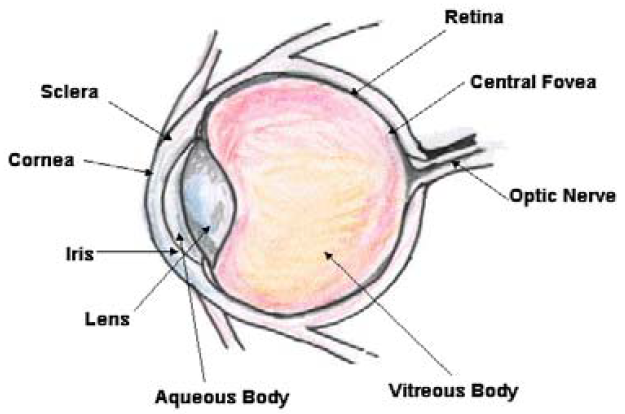 Retina
Central Fovea
Sclera
Cornea
Optic Nerve
Iris
Lens
Aqueous Body
Vitreous Body